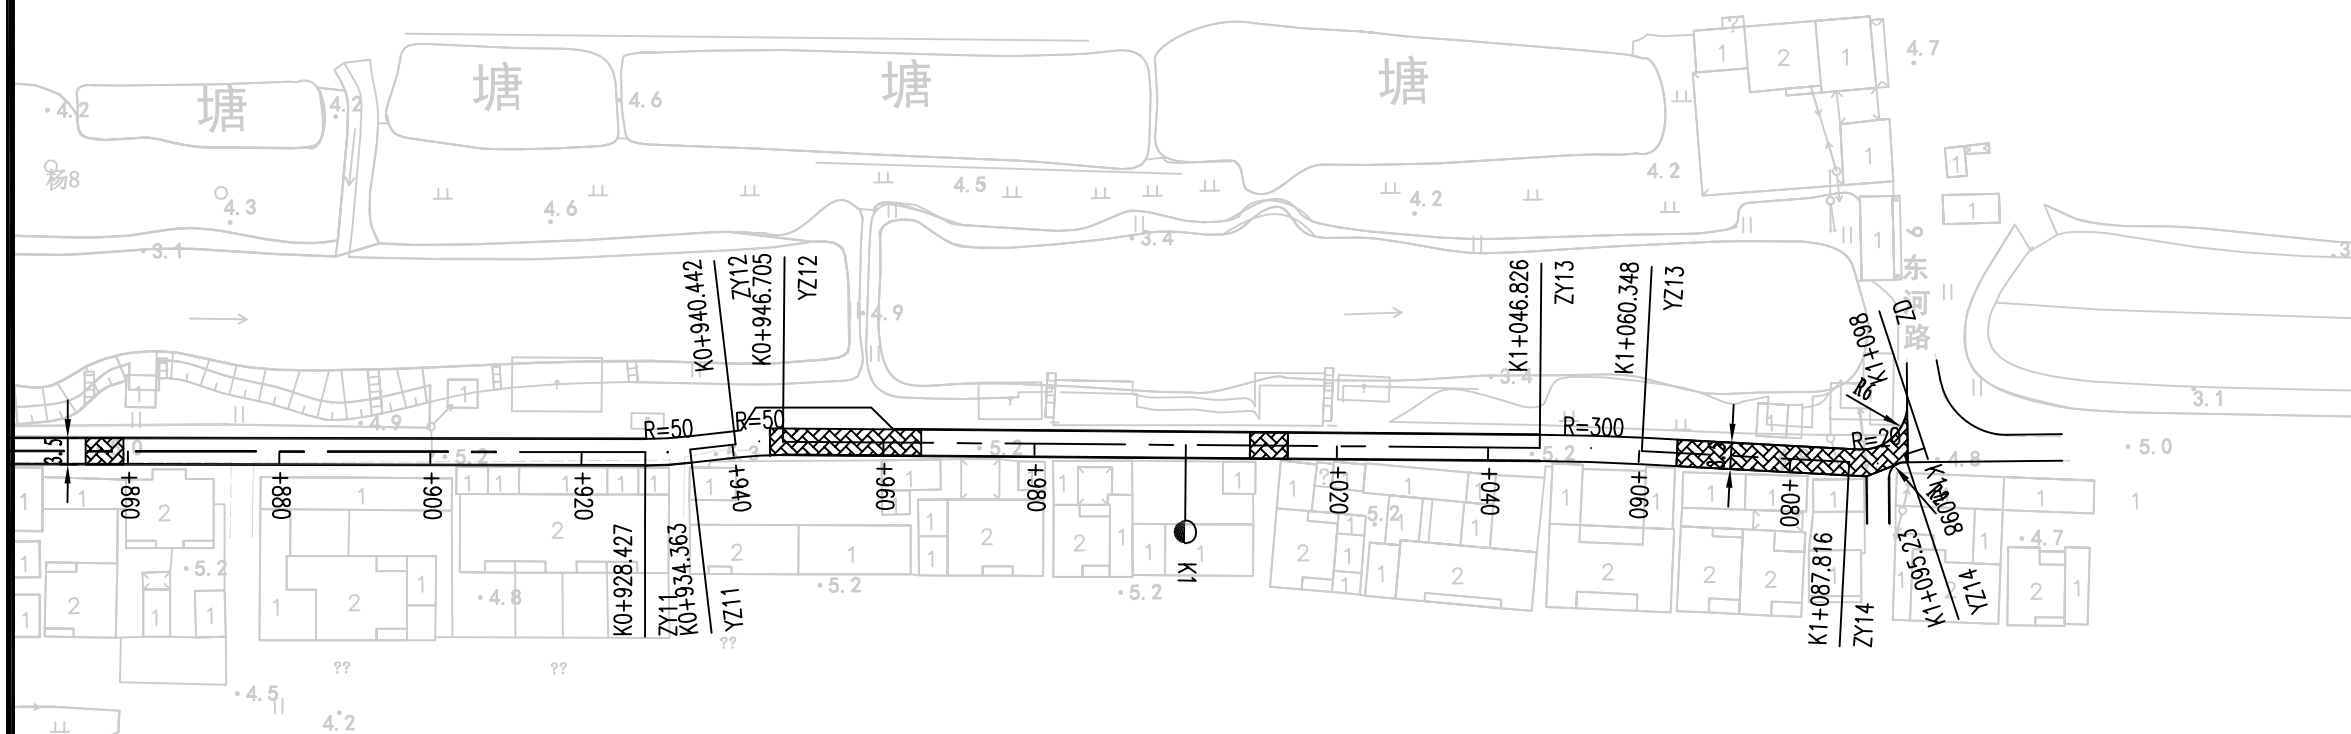 塘
塘
塘
塘
4.2
4.2
4.6
4.7
杨8
4.3
4.6
4.5
4.2
4.2
3.1
3.4
4.9
3.4
3.1
东
河
路
K0+940.442
ZY12
K0+946.705
YZ12
K1+046.826
ZY13
K1+060.348
YZ13
K1+098
ZD
R6
4.9
R=50
R=50
R=300
R=20
3.5
5.2
5.2
5.2
4.8
5.0
+860
+880
+900
+920
+940
+960
+980
K1
+020
+040
+060
+080
K0+928.427
ZY11
K0+934.363
YZ11
K1+087.816
ZY14
K1+095.23
YZ14
5.2
4.8
5.2
5.2
5.2
4.7
4.5
4.2
??
??
??